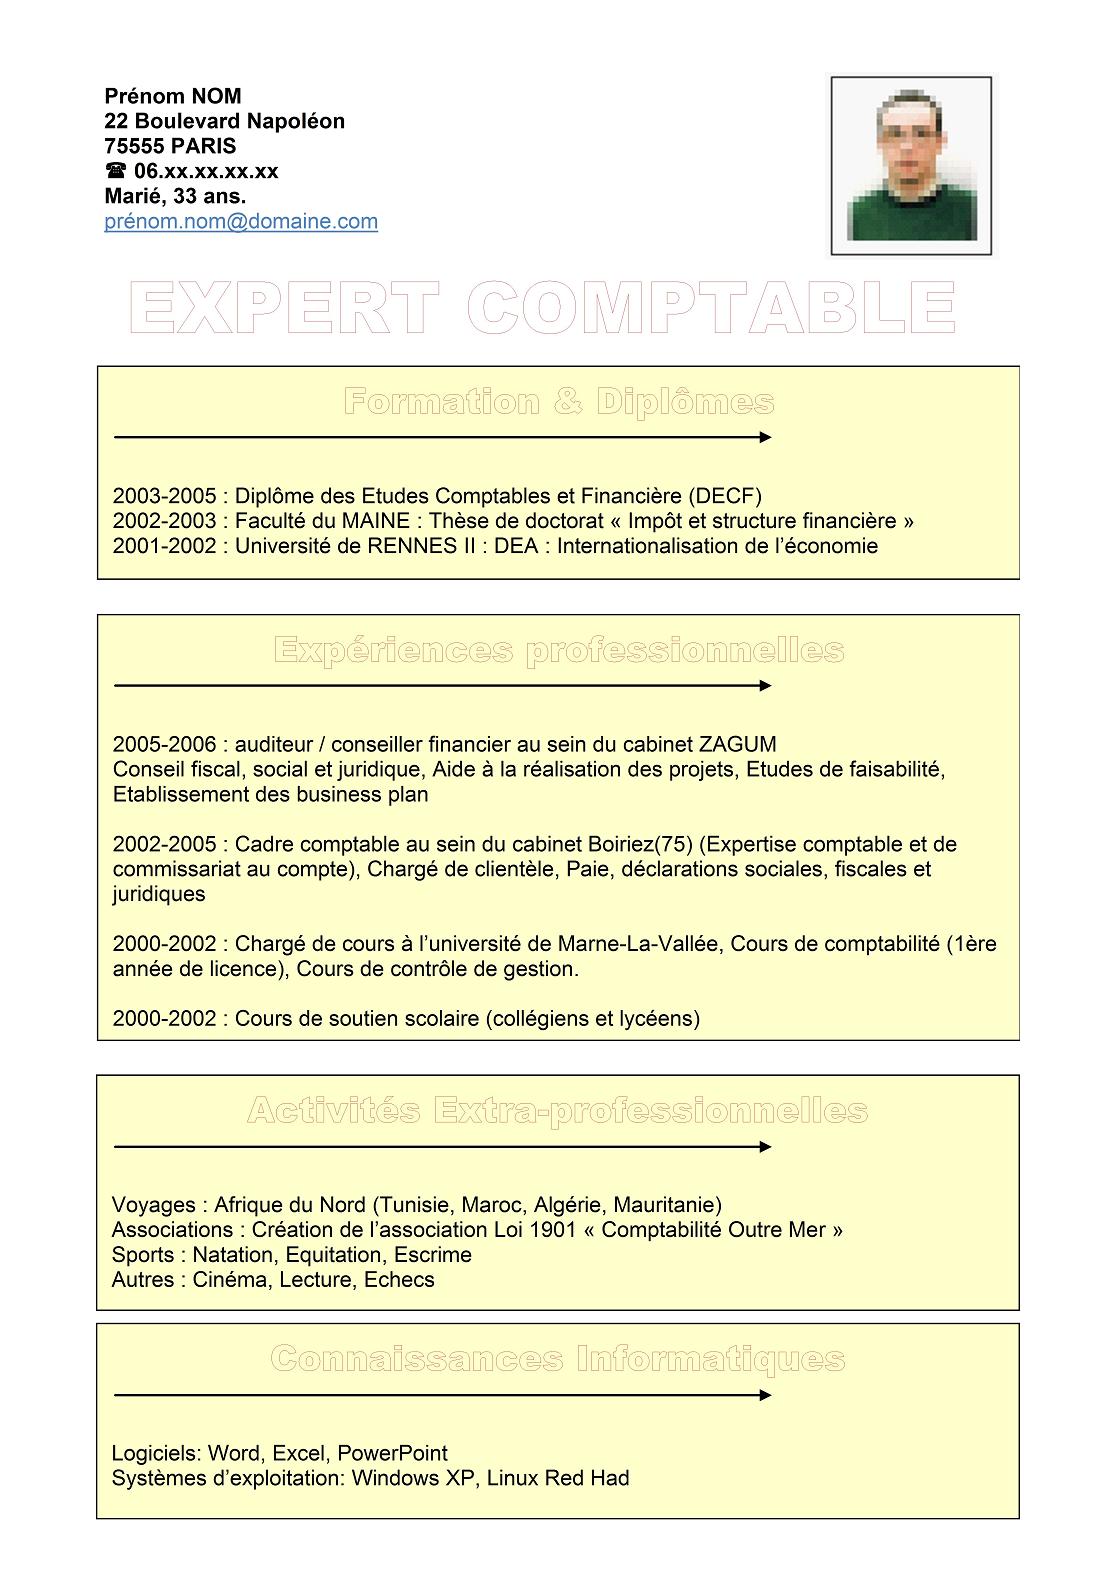 Prénom NOM
22 Boulevard Napoléon
75555 PARIS
☎ 06.xx.xx.xx.xx
Marié, 33 ans.
prénom.nom@domaine.com
EXPERT COMPTABLE
Formation & Diplômes
2003-2005 : Diplôme des Etudes Comptables et Financière (DECF)
2002-2003 : Faculté du MAINE : Thèse de doctorat « Impôt et structure financière »
2001-2002 : Université de RENNES II : DEA : Internationalisation de l’économie
Expériences professionnelles
2005-2006 : auditeur / conseiller financier au sein du cabinet ZAGUM
Conseil fiscal, social et juridique, Aide à la réalisation des projets, Etudes de faisabilité,
Etablissement des business plan
2002-2005 : Cadre comptable au sein du cabinet Boiriez(75) (Expertise comptable et de
commissariat au compte), Chargé de clientèle, Paie, déclarations sociales, fiscales et
juridiques
2000-2002 : Chargé de cours à l’université de Marne-La-Vallée, Cours de comptabilité (1ère
année de licence), Cours de contrôle de gestion.
2000-2002 : Cours de soutien scolaire (collégiens et lycéens)
Activités Extra-professionnelles
Voyages : Afrique du Nord (Tunisie, Maroc, Algérie, Mauritanie)
Associations : Création de l’association Loi 1901 « Comptabilité Outre Mer »
Sports : Natation, Equitation, Escrime
Autres : Cinéma, Lecture, Echecs
Connaissances Informatiques
Logiciels: Word, Excel, PowerPoint
Systèmes d’exploitation: Windows XP, Linux Red Had